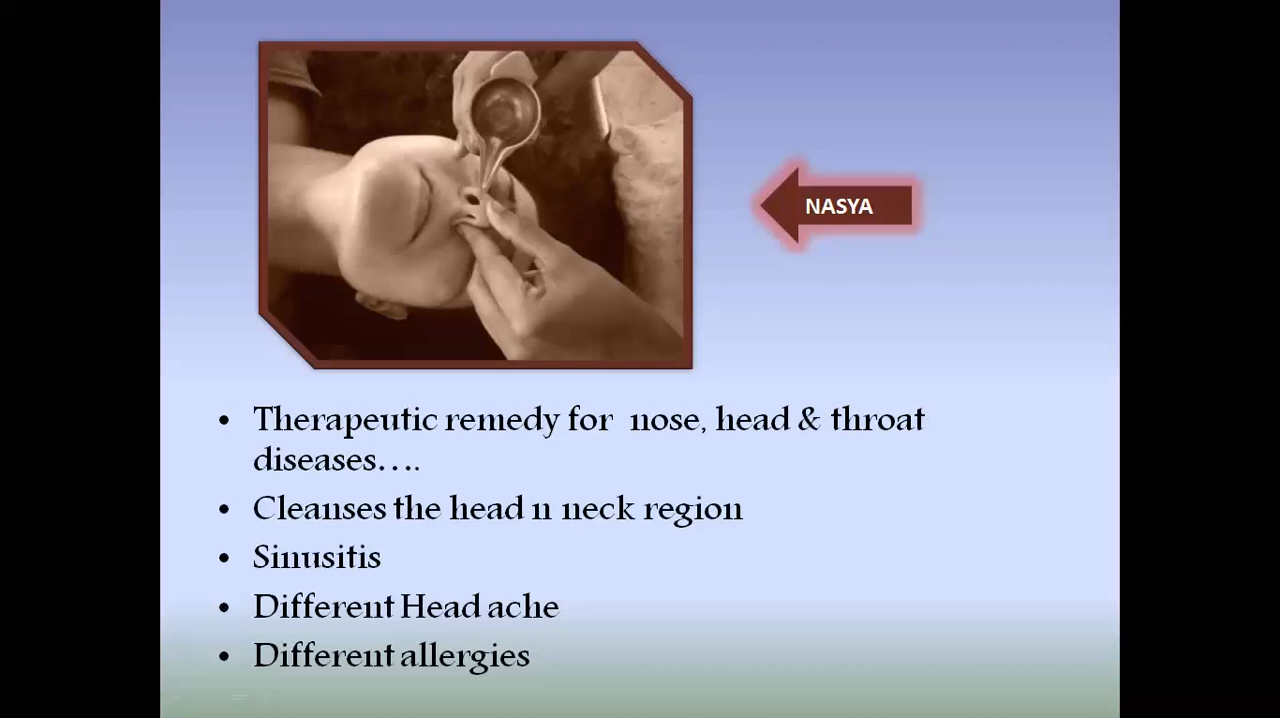 NASYA
• Therapeutic remedy for nose, head & throat
diseases….
• Cleanses the head n neck region
• Sinusitis
• Different Head ache
• Different allergies